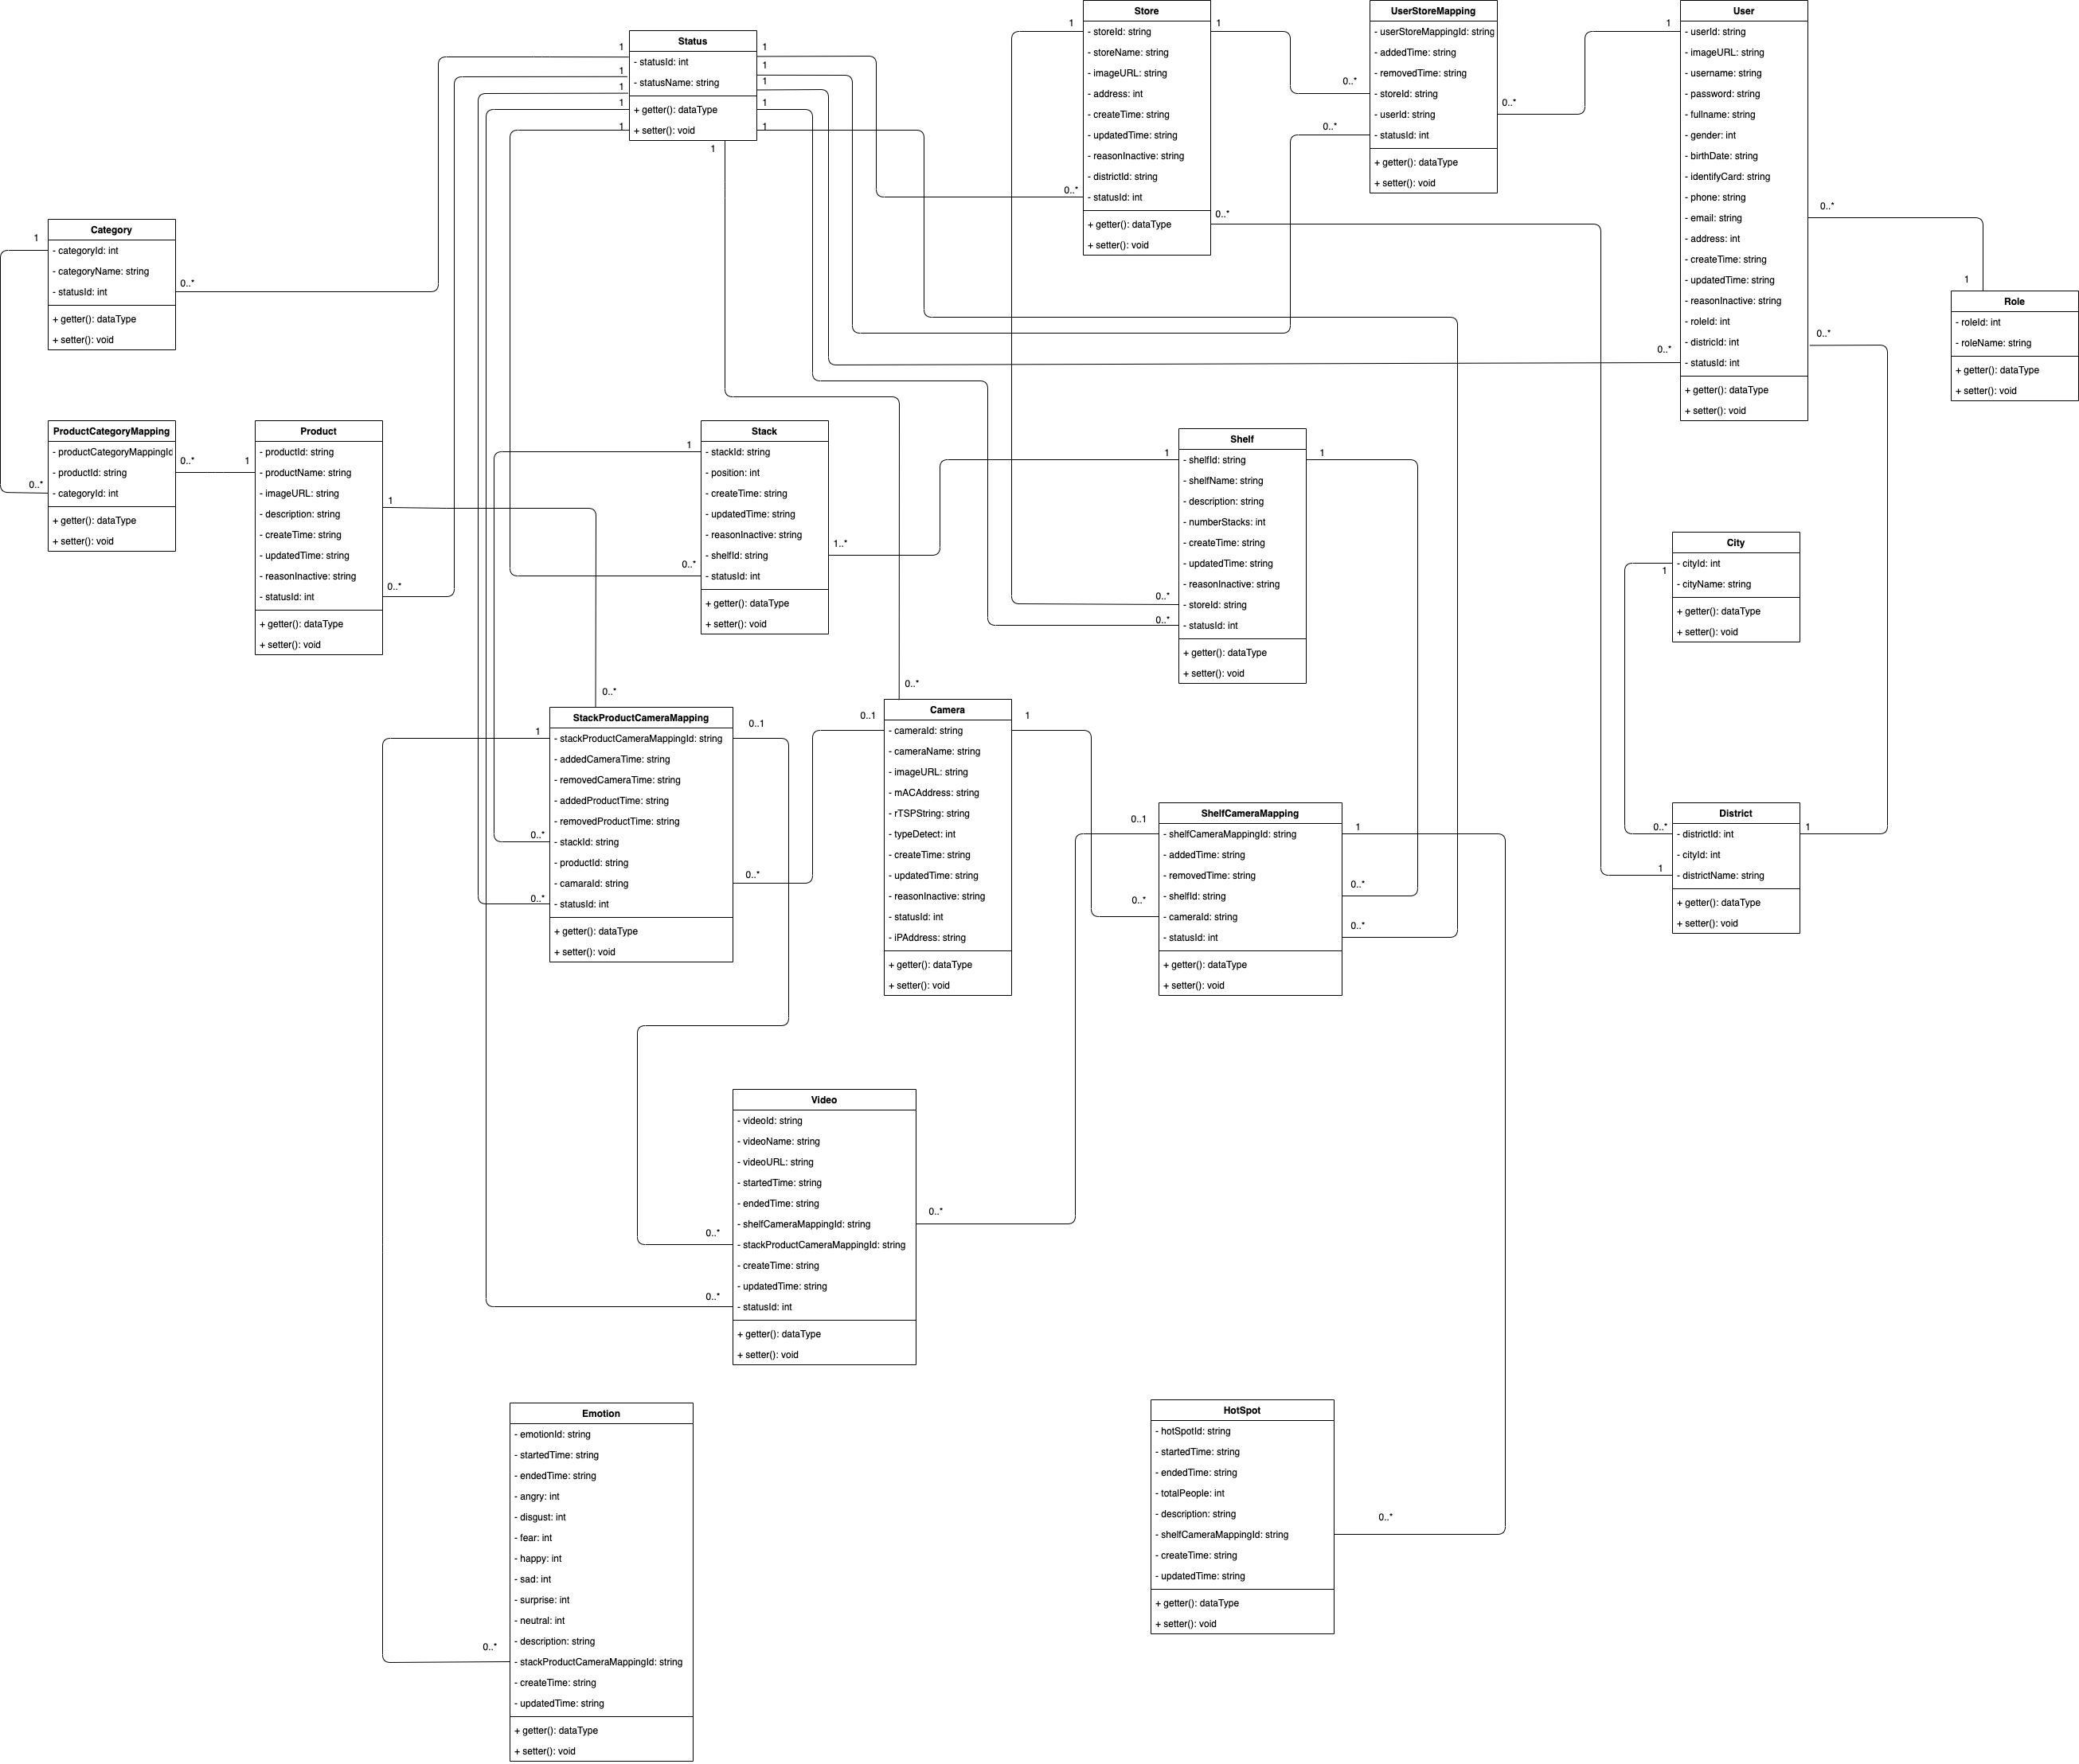 Status
- statusId: int
- statusName: string
+ getter(): dataType
+ setter(): void
1
1
1
1
1
1
1
1
1
1
1
Store
- storeId: string
- storeName: string
- imageURL: string
- address: int
- createTime: string
- updatedTime: string
- reasonInactive: string
- districtId: string
- statusId: int
+ getter(): dataType
+ setter(): void
1
1
0..*
0..*
UserStoreMapping
- userStoreMappingId: string
- addedTime: string
- removedTime: string
- storeId: string
- userId: string
- statusId: int
+ getter(): dataType
+ setter(): void
0..*
0..*
0..*
User
- userId: string
- imageURL: string
- username: string
- password: string
- fullname: string
- gender: int
- birthDate: string
- identifyCard: string
- phone: string
- email: string
- address: int
- createTime: string
- updatedTime: string
- reasonInactive: string
- roleId: int
- districId: int
- statusId: int
+ getter(): dataType
+ setter(): void
1
0..*
0..*
0..*
Role
- roleId: int
- roleName: string
+ getter(): dataType
+ setter(): void
1
Category
- categoryId: int
- categoryName: string
- statusId: int
+ getter(): dataType
+ setter(): void
1
0..*
ProductCategoryMapping
- productCategoryMappingId
- productId: string
- categoryId: int
+ getter(): dataType
+ setter(): void
0..*
0..*
Product
- productId: string
- productName: string
- imageURL: string
- description: string
- createTime: string
- updatedTime: string
- reasonInactive: string
- statusId: int
+ getter(): dataType
+ setter(): void
1
1
0..*
Stack
- stackId: string
- position: int
- createTime: string
- updatedTime: string
- reasonInactive: string
- shelfId: string
- statusId: int
+ getter(): dataType
+ setter(): void
1
1..*
0..*
Shelf
- shelfId: string
- shelfName: string
- description: string
- numberStacks: int
- createTime: string
- updatedTime: string
- reasonInactive: string
- storeId: string
- statusId: int
+ getter(): dataType
+ setter(): void
1
1
0..*
0..*
City
- cityId: int
- cityName: string
+ getter(): dataType
+ setter(): void
1
StackProductCameraMapping
- stackProductCameraMappingId: string
- addedCameraTime: string
- removedCameraTime: string
- addedProductTime: string
- removedProductTime: string
- stackId: string
- productId: string
- camaraId: string
- statusId: int
+ getter(): dataType
+ setter(): void
0..*
1
0..1
0..*
0..*
0..*
Camera
- cameraId: string
- cameraName: string
- imageURL: string
- mACAddress: string
- rTSPString: string
- typeDetect: int
- createTime: string
- updatedTime: string
- reasonInactive: string
- statusId: int
- iPAddress: string
+ getter(): dataType
+ setter(): void
0..*
0..1
1
ShelfCameraMapping
- shelfCameraMappingId: string
- addedTime: string
- removedTime: string
- shelfId: string
- cameraId: string
- statusId: int
+ getter(): dataType
+ setter(): void
0..1
1
0..*
0..*
0..*
District
- districtId: int
- cityId: int
- districtName: string
+ getter(): dataType
+ setter(): void
0..*
1
1
Video
- videoId: string
- videoName: string
- videoURL: string
- startedTime: string
- endedTime: string
- shelfCameraMappingId: string
- stackProductCameraMappingId: string
- createTime: string
- updatedTime: string
- statusId: int
+ getter(): dataType
+ setter(): void
0..*
0..*
0..*
Emotion
- emotionId: string
- startedTime: string
- endedTime: string
- angry: int
- disgust: int
- fear: int
- happy: int
- sad: int
- surprise: int
- neutral: int
- description: string
- stackProductCameraMappingId: string
- createTime: string
- updatedTime: string
+ getter(): dataType
+ setter(): void
0..*
HotSpot
- hotSpotId: string
- startedTime: string
- endedTime: string
- totalPeople: int
- description: string
- shelfCameraMappingId: string
- createTime: string
- updatedTime: string
+ getter(): dataType
+ setter(): void
0..*